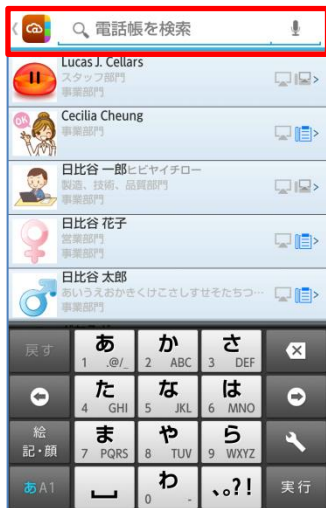 電話帳を検索
Lucas J. Cellars
スタッフ部門
事業部門
Cecilia Cheung
事業部門
日比谷 一郎ヒビヤイチロー
製造、技術、品質部門
事業部門
日比谷 花子
営業部門
事業部門
日比谷 太郎
あいうえおかきくけこさしすせそたちつ…
事業部門
戻す
あ
1 .@/_
か
2 ABC
さ
3 DEF
た
4 GHI
な
5 JKL
は
6 MNO
絵
記・顔
ま
7 PQRS
や
8 TUV
ら
9 WXYZ
あA1
わ
0 -
、。?!
実行